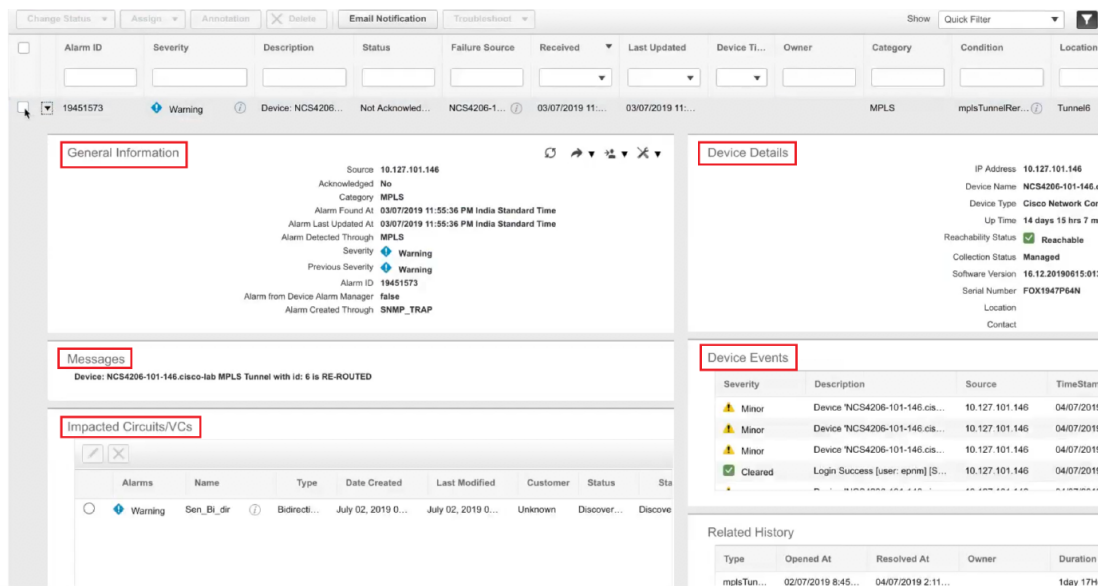 Change Status Assign Annotation Delete Email Notification Troubleshoot Show Quick Filter
Alarm ID Severity Description Status Failure Source Received Last Updated Device Ti... Owner Category Condition Location
19451573 Warning Device: NCS4206... Not Acknowled... NCS4206-1... 03/07/2019 11:... 03/07/2019 11:... MPLS mplsTunnelRer... Tunnel6
General Information
Source 10.127.101.146
Acknowledged No
Category MPLS
Alarm Found At 03/07/2019 11:55:36 PM India Standard Time
Alarm Last Updated At 03/07/2019 11:55:36 PM India Standard Time
Alarm Detected Through MPLS
Severity Warning
Previous Severity Warning
Alarm ID 19451573
Alarm from Device Alarm Manager false
Alarm Created Through SNMP_TRAP
Messages
Device: NCS4206-101-146.cisco-lab MPLS Tunnel with id: 6 is RE-ROUTED
Impacted Circuits/VCs
Alarms Name Type Date Created Last Modified Customer Status Sta
Warning Sen_Bi_dir Bidirecti... July 02, 2019 0... July 02, 2019 0... Unknown Discover... Discove
Device Details
IP Address 10.127.101.146
Device Name NCS4206-101-146.c
Device Type Cisco Network Cor
Up Time 14 days 15 hrs 7 m
Reachability Status Reachable
Collection Status Managed
Software Version 16.12.20190615:013
Serial Number FOX1947P64N
Location
Contact
Device Events
Severity Description Source TimeStam
Minor Device 'NCS4206-101-146.cis... 10.127.101.146 04/07/2019
Minor Device 'NCS4206-101-146.cis... 10.127.101.146 04/07/2019
Minor Device 'NCS4206-101-146.cis... 10.127.101.146 04/07/2019
Cleared Login Success [user: epnm] [S... 10.127.101.146 04/07/2019
Related History
Type Opened At Resolved At Owner Duration
mplsTun... 02/07/2019 8:45... 04/07/2019 2:11... 1day 17H